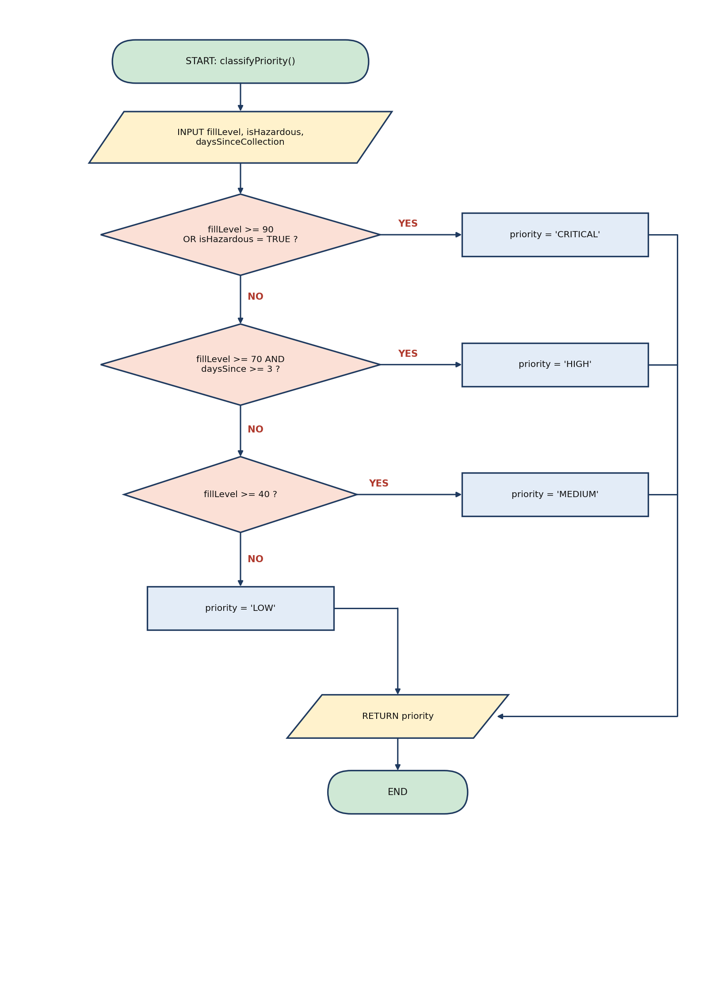 START: classifyPriority()
INPUT fillLevel, isHazardous,
daysSinceCollection
fillLevel >= 90
OR isHazardous = TRUE ?
YES
priority = 'CRITICAL'
NO
fillLevel >= 70 AND
daysSince >= 3 ?
YES
priority = 'HIGH'
NO
fillLevel >= 40 ?
YES
priority = 'MEDIUM'
NO
priority = 'LOW'
RETURN priority
END